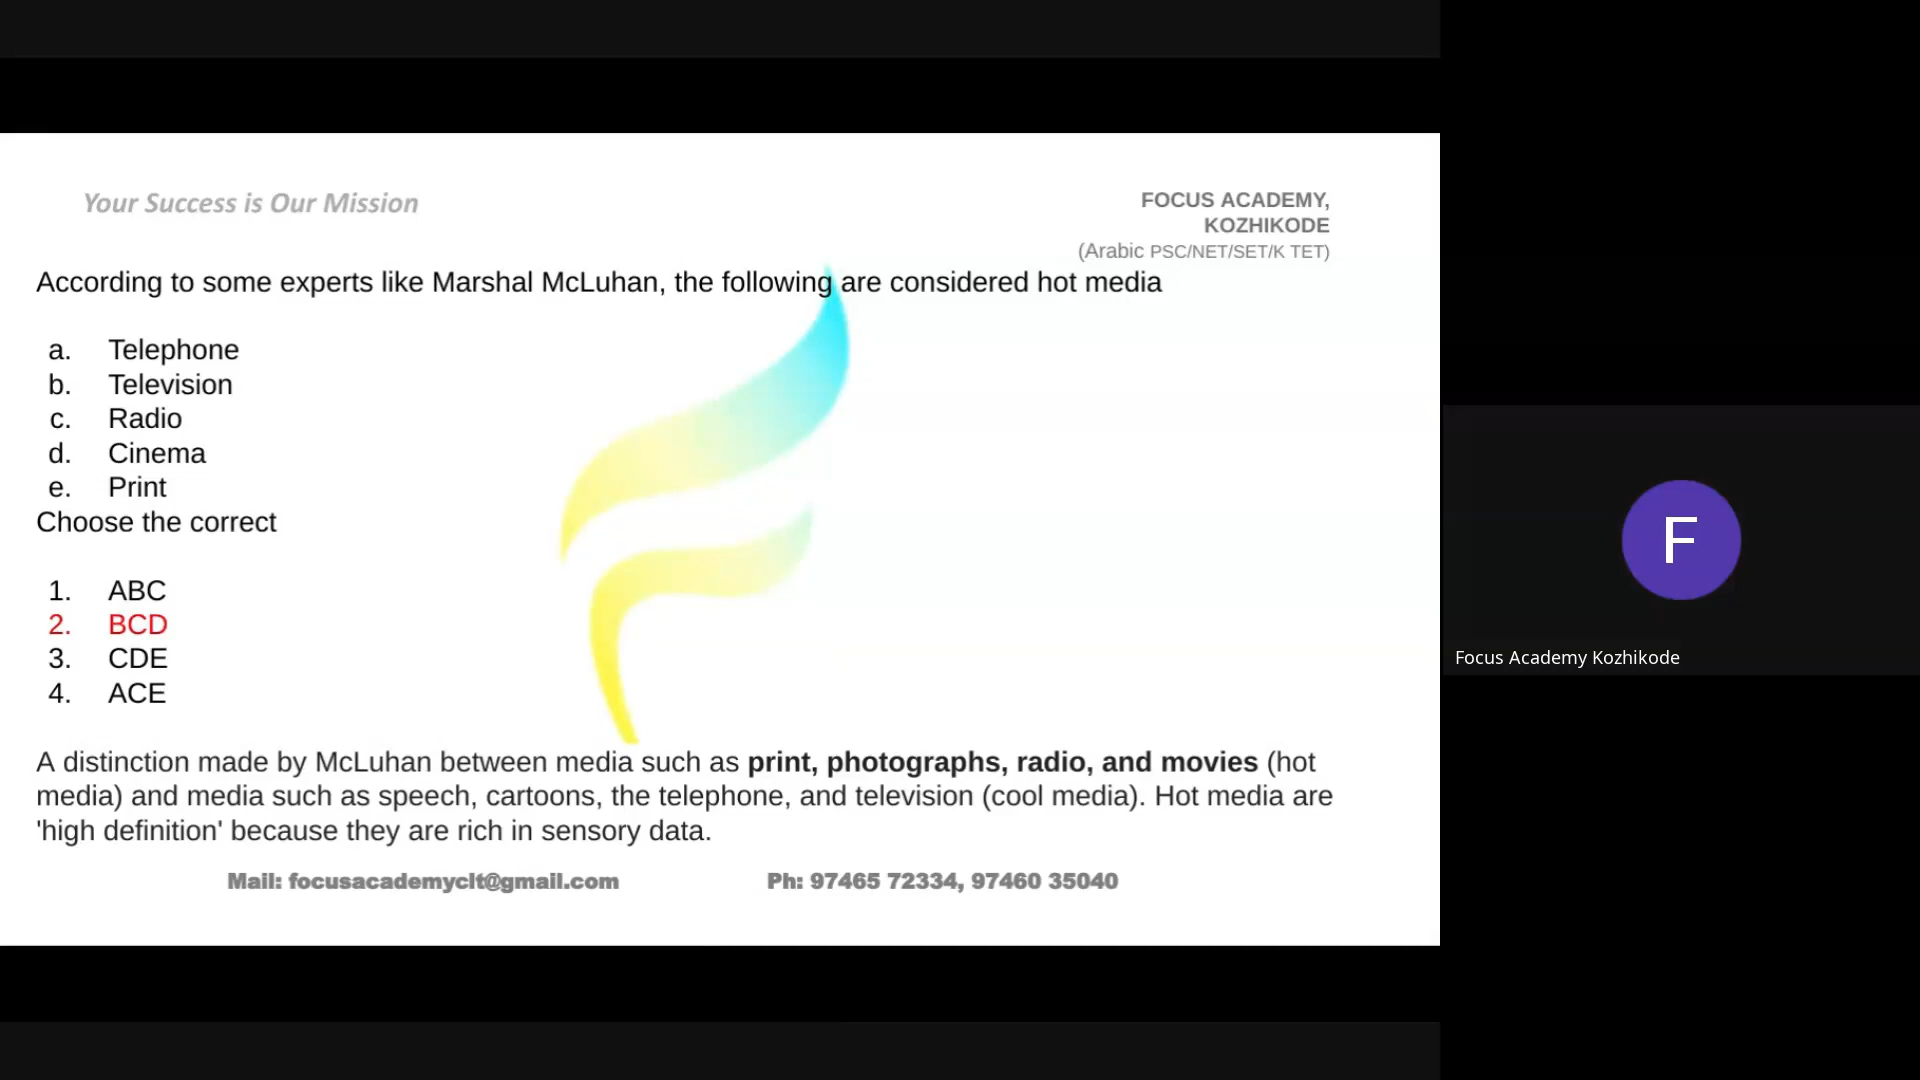 Your Success is Our Mission
FOCUS ACADEMY,
KOZHIKODE
(Arabic PSC/NET/SET/K TET)
According to some experts like Marshal McLuhan, the following are considered hot media
a. Telephone
b. Television
c. Radio
d. Cinema
e. Print
Choose the correct
1. ABC
2. BCD
3. CDE
4. ACE
A distinction made by McLuhan between media such as print, photographs, radio, and movies (hot
media) and media such as speech, cartoons, the telephone, and television (cool media). Hot media are
'high definition' because they are rich in sensory data.
Mail: focusacademyclt@gmail.com Ph: 97465 72334, 97460 35040
F
Focus Academy Kozhikode